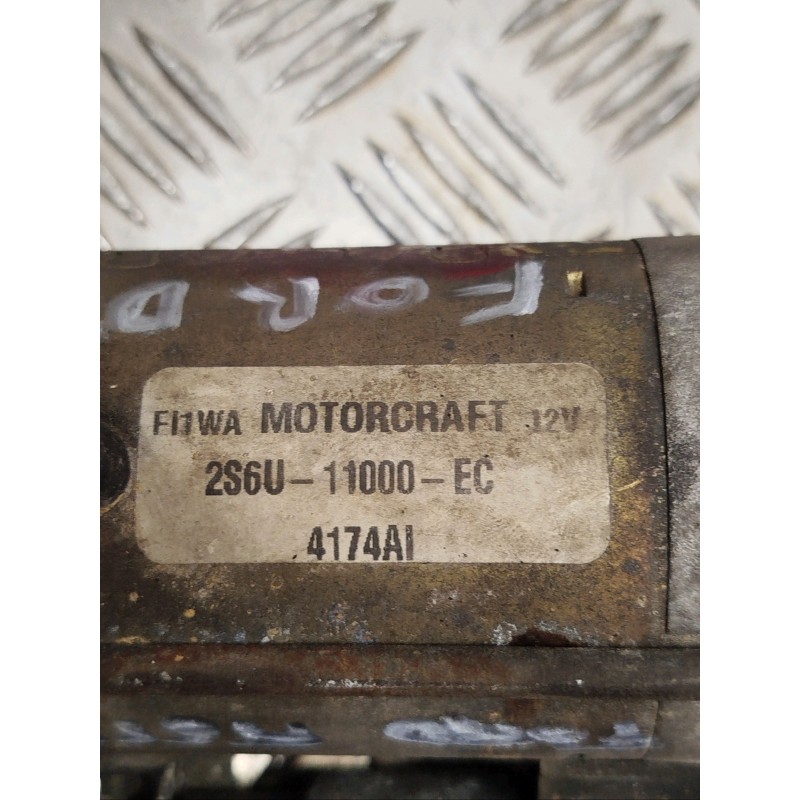 FORD
FI1WA MOTORCRAFT 12V
2S6U-11000-EC
4174AI